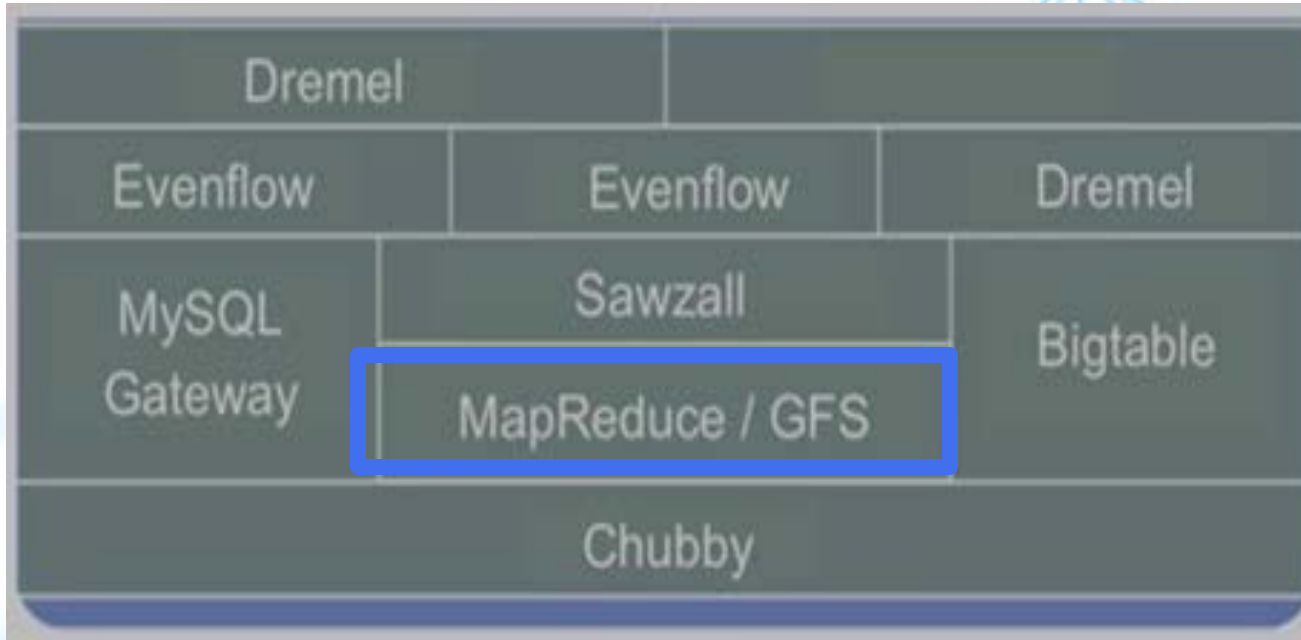 Dremel
Evenflow
Evenflow
Dremel
MySQL
Gateway
Sawzall
MapReduce / GFS
Bigtable
Chubby